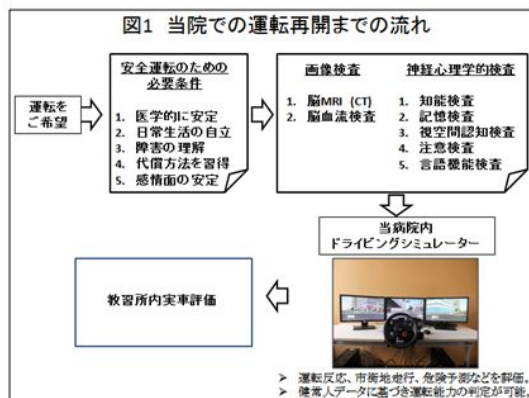 図1 当院での運転再開までの流れ
運転を
ご希望
安全運転のための
必要条件
1. 医学的に安定
2. 日常生活の自立
3. 障害の理解
4. 代償方法を習得
5. 感情面の安定
画像検査
1. 脳MRI (CT)
2. 脳血流検査
神経心理学的検査
1. 知能検査
2. 記憶検査
3. 視空間認知検査
4. 注意検査
5. 言語機能検査
当病院内
ドライビングシミュレーター
教習所内実車評価
➢ 運転反応、市街地走行、危険予測などを評価。
➢ 健常人データに基づき運転能力の判定が可能。